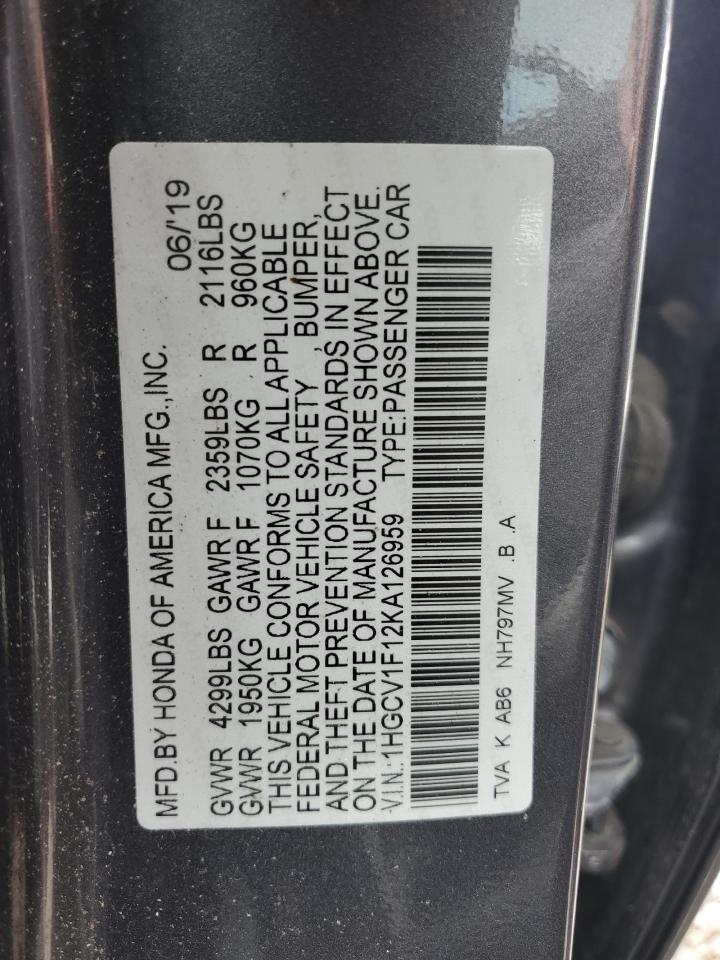 MFD.BY HONDA OF AMERICA MFG.,INC. 06/'19
GVWR 4299LBS GAWR F 2359LBS R 2116LBS
GVWR 1950KG GAWR F 1070KG R 960KG
THIS VEHICLE CONFORMS TO ALL APPLICABLE
FEDERAL MOTOR VEHICLE SAFETY , BUMPER,
AND THEFT PREVENTION STANDARDS IN EFFECT
ON THE DATE OF MANUFACTURE SHOWN ABOVE.
V.I.N.:1HGCV1F12KA126959 TYPE:PASSENGER CAR
TVA K AB6 NH797MV .B .A